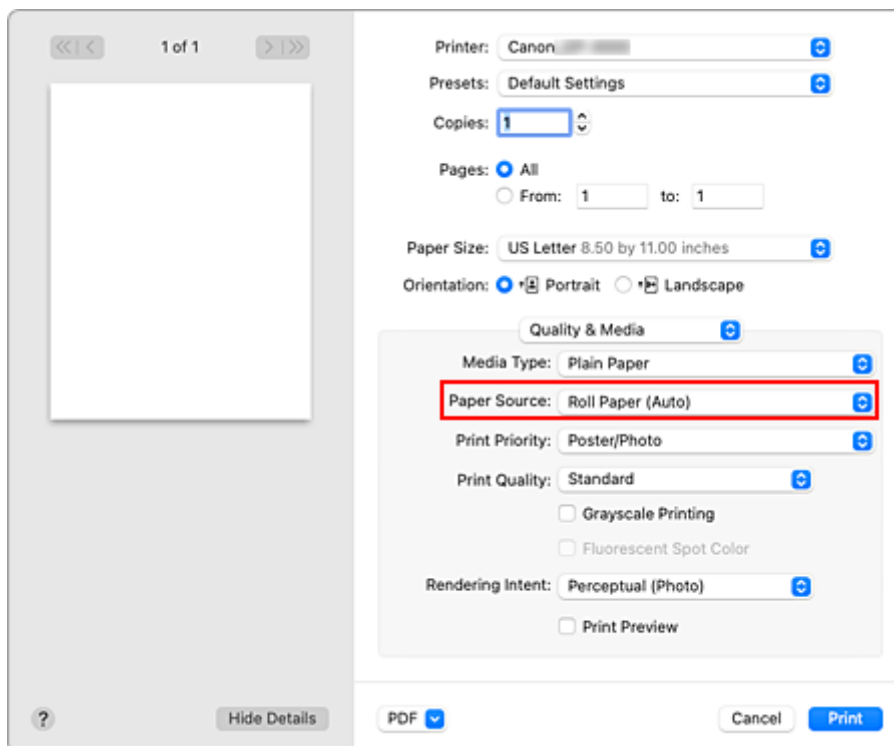 1 of 1
Printer: Canon
Presets: Default Settings
Copies: 1
Pages: All
From: 1 to: 1
Paper Size: US Letter 8.50 by 11.00 inches
Orientation: Portrait Landscape
Quality & Media
Media Type: Plain Paper
Paper Source: Roll Paper (Auto)
Print Priority: Poster/Photo
Print Quality: Standard
Grayscale Printing
Fluorescent Spot Color
Rendering Intent: Perceptual (Photo)
Print Preview
? Hide Details PDF Cancel Print